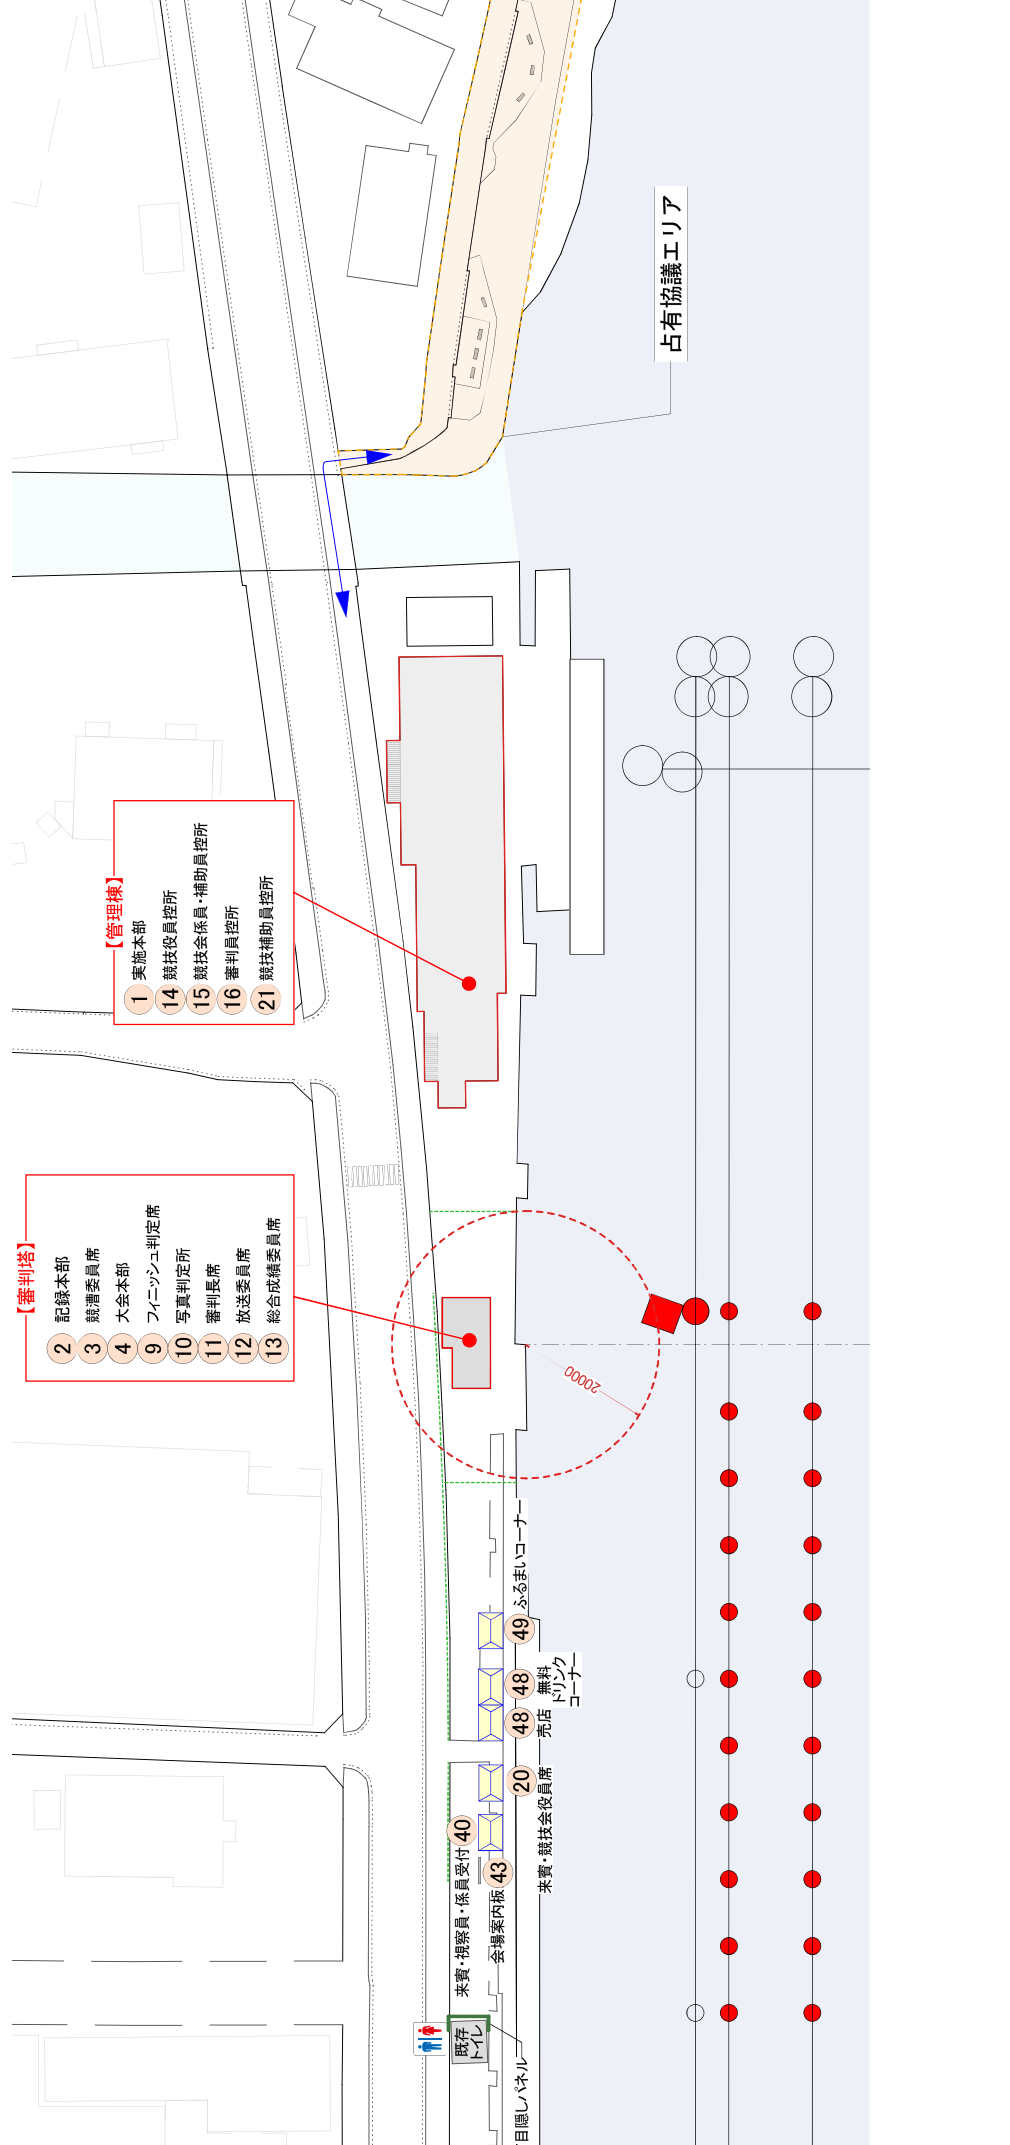 占有協議エリア
【管理棟】
1 実施本部
14 競技役員控所
15 競技会係員・補助員控所
16 審判員控所
21 競技補助員控所
【審判塔】
2 記録本部
3 競漕委員席
4 大会本部
9 フィニッシュ判定席
10 写真判定所
11 審判長席
12 放送委員席
13 総合成績委員席
20000
49 ふるまいコーナー
48 無料
ドリンク
コーナー
48 売店
20 来賓・競技会役員席
40 来賓・視察員・係員受付
43 会場案内板
既存
トイレ
目隠しパネル